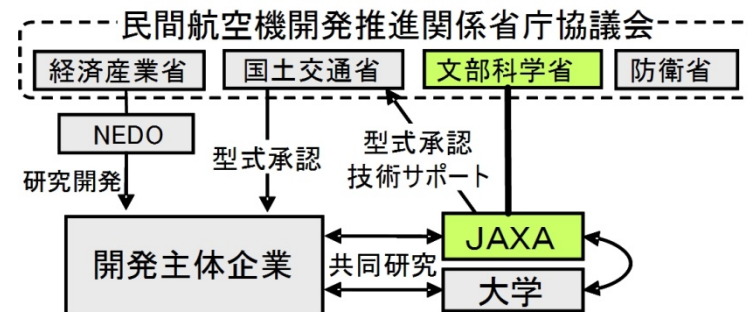 民間航空機開発推進関係省庁協議会
経済産業省
国土交通省
文部科学省
防衛省
NEDO
型式承認
型式承認
技術サポート
研究開発
開発主体企業
共同研究
JAXA
大学